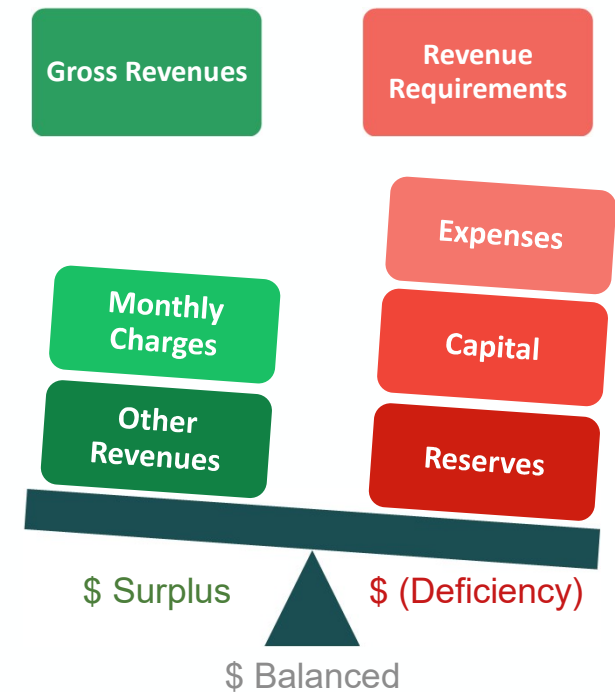 Gross Revenues
Revenue
Requirements
Expenses
Monthly
Charges
Capital
Other
Revenues
Reserves
$ Surplus
$ (Deficiency)
$ Balanced